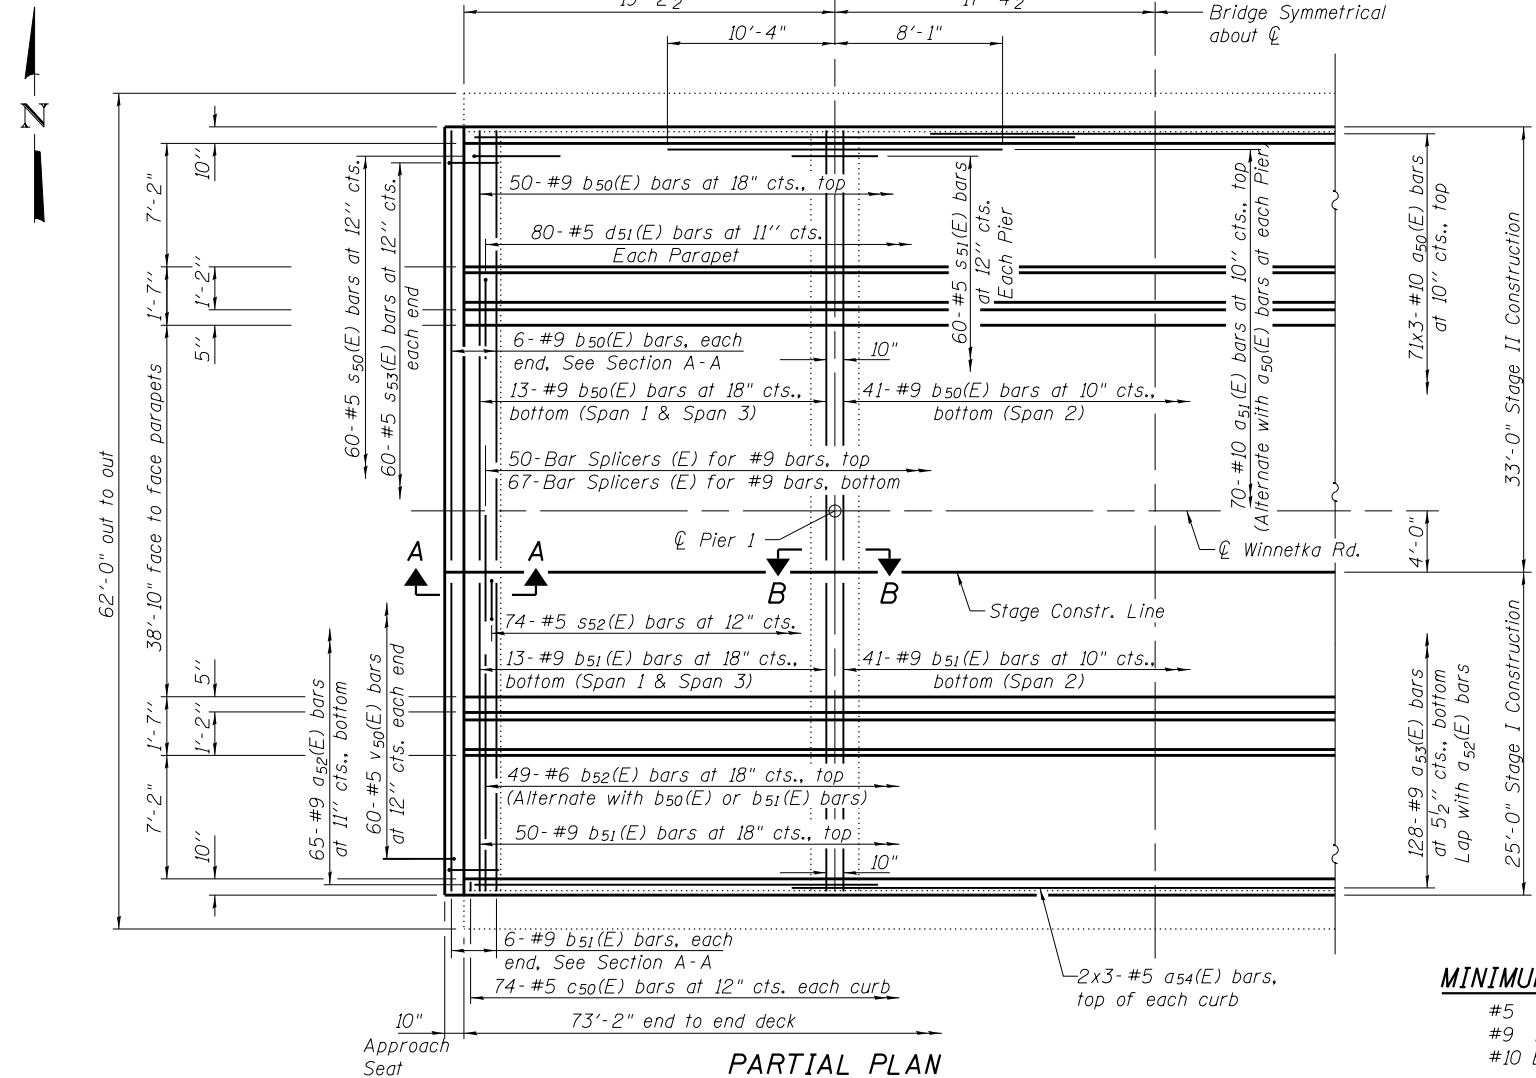 Bridge Symmetrical
about ℄
10'-4"
8'-1"
N
10"
7'-2"
1'-7"
1'-2"
5"
38'-10" face to face parapets
62'-0" out to out
5"
1'-7"
1'-2"
7'-2"
10"
60-#5 s50(E) bars at 12" cts.
60-#5 s53(E) bars at 12" cts.
each end
50-#9 b50(E) bars at 18" cts., top
80-#5 d51(E) bars at 11" cts.
Each Parapet
60-#5 s51(E) bars
at 12" cts.
Each Pier
70-#10 a51(E) bars at 10" cts., top
(Alternate with a50(E) bars at each Pier)
71x3-#10 a50(E) bars
at 10" cts., top
33'-0" Stage II Construction
6-#9 b50(E) bars, each
end, See Section A-A
10"
13-#9 b50(E) bars at 18" cts.,
bottom (Span 1 & Span 3)
41-#9 b50(E) bars at 10" cts.,
bottom (Span 2)
50-Bar Splicers (E) for #9 bars, top
67-Bar Splicers (E) for #9 bars, bottom
℄ Pier 1
℄ Winnetka Rd.
4'-0"
A
A
B
B
Stage Constr. Line
74-#5 s52(E) bars at 12" cts.
13-#9 b51(E) bars at 18" cts.,
bottom (Span 1 & Span 3)
41-#9 b51(E) bars at 10" cts.,
bottom (Span 2)
65-#9 a52(E) bars
at 11" cts., bottom
60-#5 v50(E) bars
at 12" cts. each end
128-#9 a53(E) bars
at 5½" cts., bottom
Lap with a52(E) bars
25'-0" Stage I Construction
49-#6 b52(E) bars at 18" cts., top
(Alternate with b50(E) or b51(E) bars)
50-#9 b51(E) bars at 18" cts., top
10"
6-#9 b51(E) bars, each
end, See Section A-A
74-#5 c50(E) bars at 12" cts. each curb
2x3-#5 a54(E) bars,
top of each curb
10"
73'-2" end to end deck
Approach
Seat
PARTIAL PLAN
#5
#9
#10